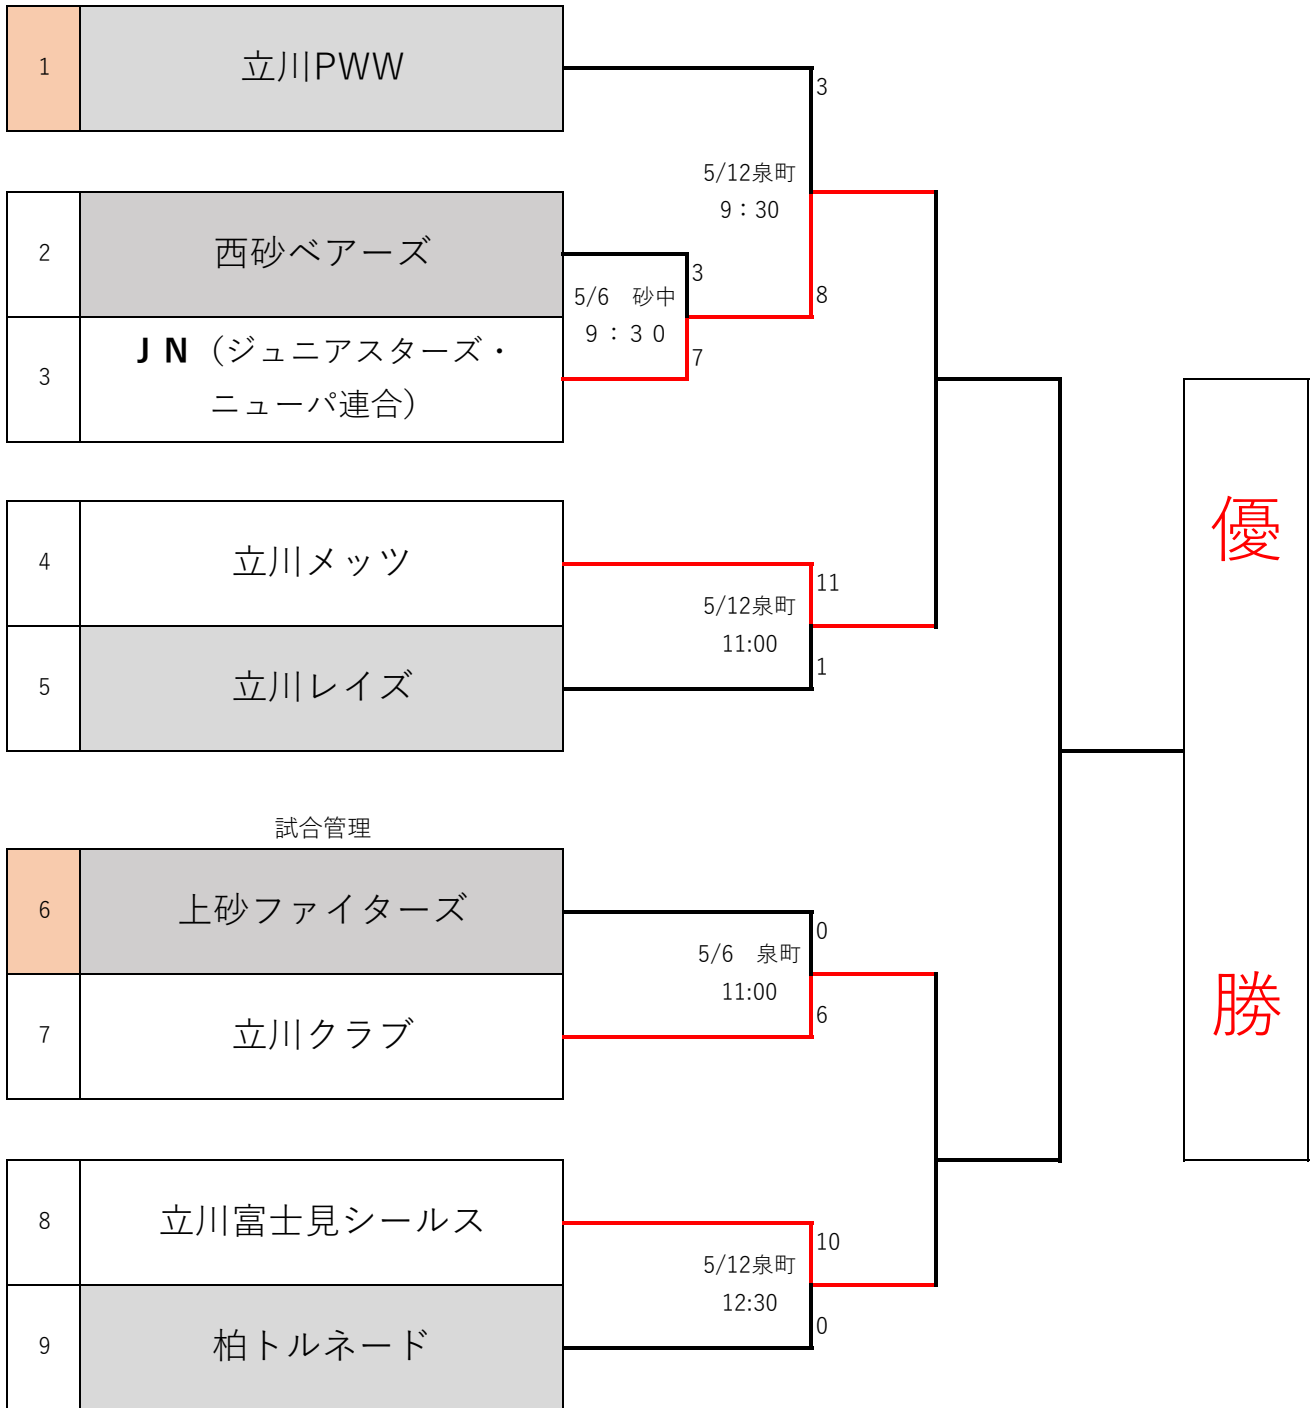 1
立川PWW
3
5/12泉町
9：30
8
2
西砂ベアーズ
3
5/6　砂中
9：３０
7
3
ＪＮ（ジュニアスターズ・
ニューパ連合）
4
立川メッツ
11
5/12泉町
11:00
1
5
立川レイズ
優
勝
試合管理
6
上砂ファイターズ
0
5/6　泉町
11:00
6
7
立川クラブ
8
立川富士見シールス
10
5/12泉町
12:30
0
9
柏トルネード